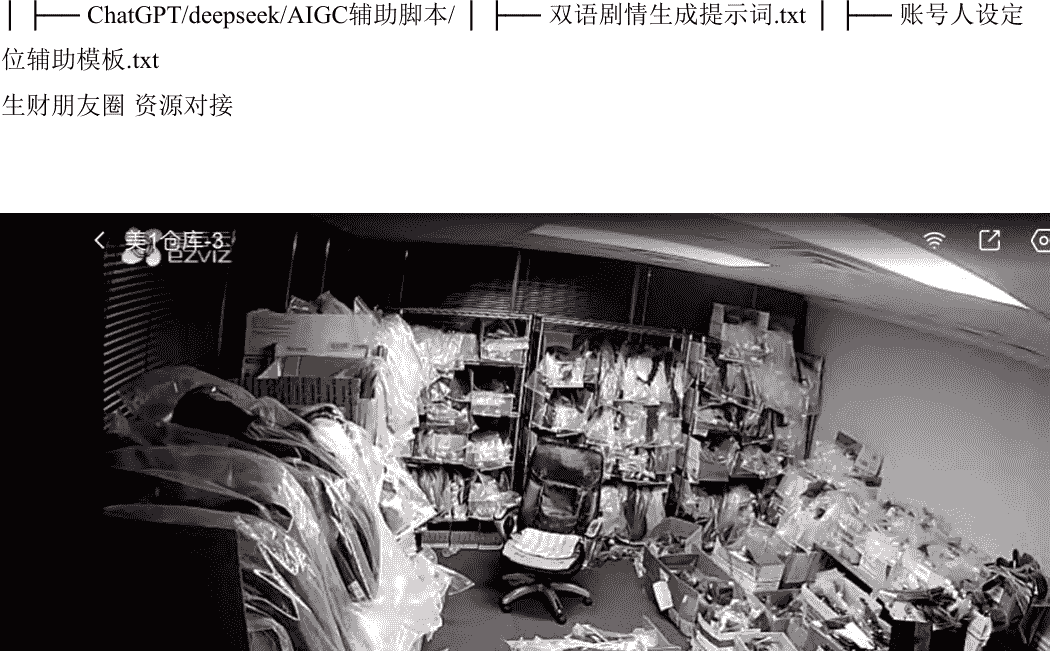 │ ├── ChatGPT/deepseek/AIGC辅助脚本/ │ ├── 双语剧情生成提示词.txt │ ├── 账号人设定
位辅助模板.txt
生财朋友圈 资源对接
美1仓库-3
ezviz